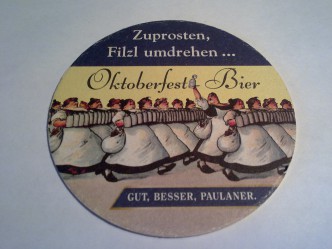 Zuprosten,
Filzl umdrehen ...
Oktoberfest Bier
GUT, BESSER, PAULANER.